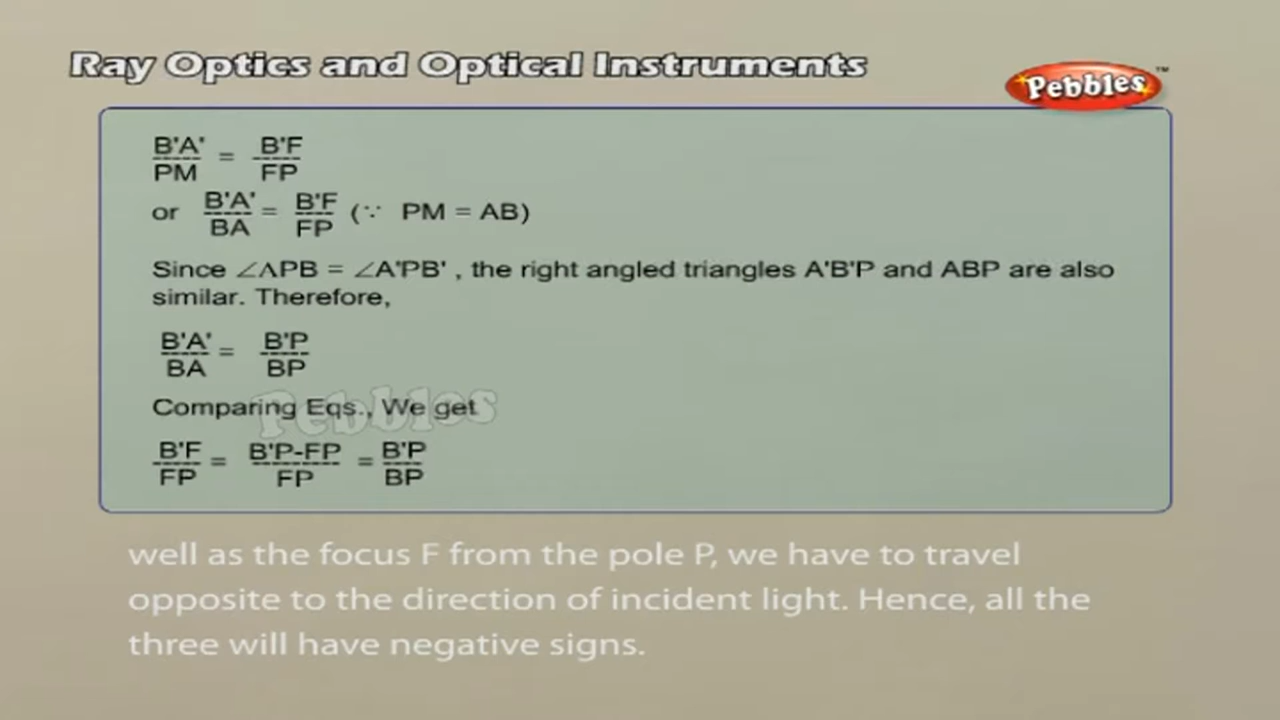 Ray Optics and Optical Instruments
Pebbles™
B'A'/PM = B'F/FP
or B'A'/BA = B'F/FP (∵ PM = AB)
Since ∠APB = ∠A'PB' , the right angled triangles A'B'P and ABP are also
similar. Therefore,
B'A'/BA = B'P/BP
Pebbles
Comparing Eqs., We get
B'F/FP = B'P-FP/FP = B'P/BP
well as the focus F from the pole P, we have to travel
opposite to the direction of incident light. Hence, all the
three will have negative signs.